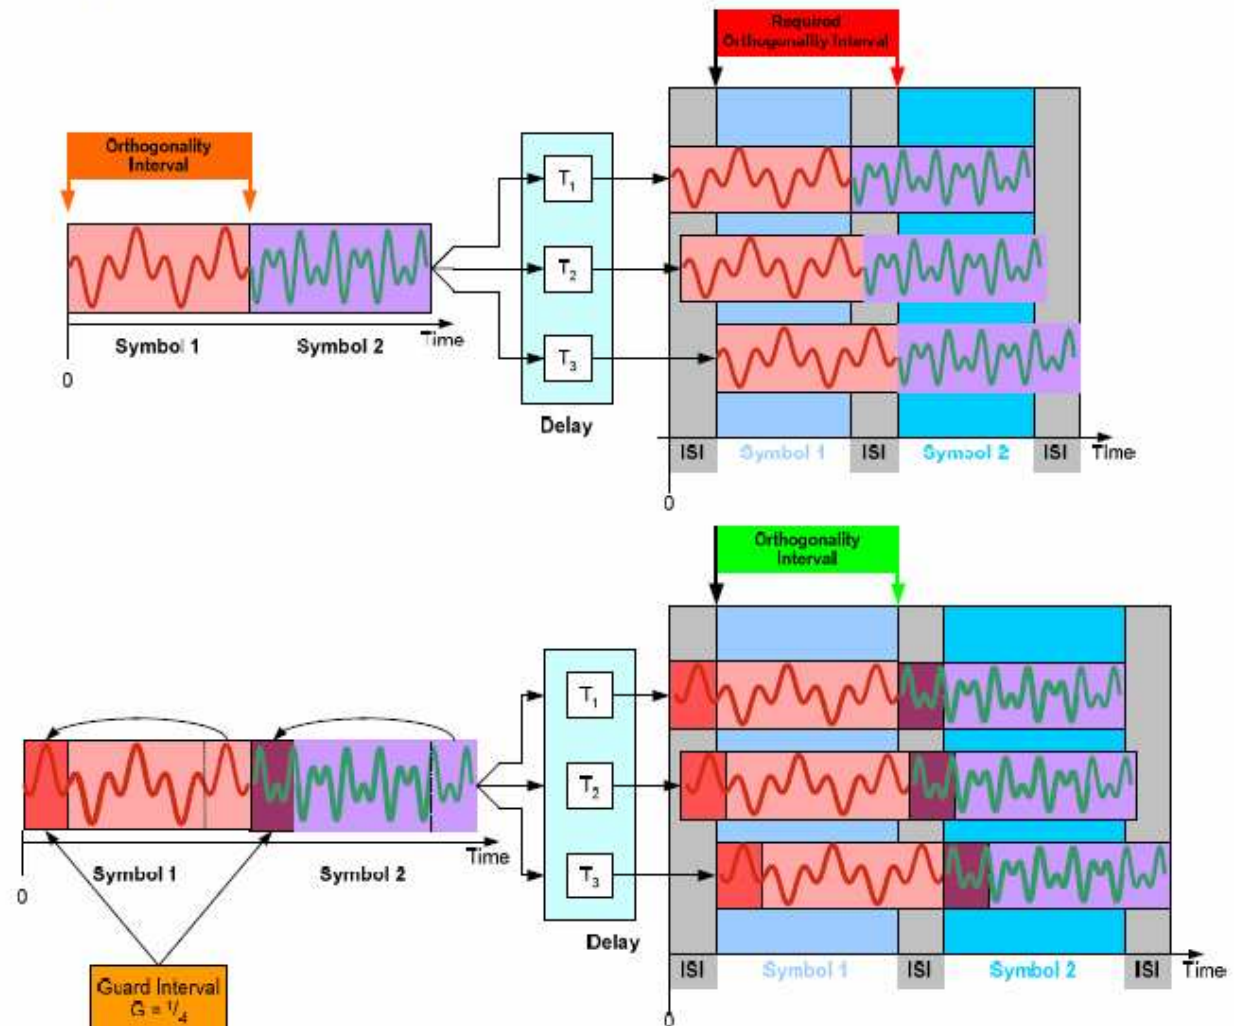 Required
Orthogonality Interval
Orthogonality
Interval
T1
T2
T3
Symbol 1
Symbol 2
Time
0
Delay
ISI
Symbol 1
ISI
Symbol 2
ISI
Time
0
Orthogonality
Interval
T1
T2
T3
Time
Symbol 1
Symbol 2
0
Delay
ISI
Symbol 1
ISI
Symbol 2
ISI
Time
0
Guard Interval
G = 1/4